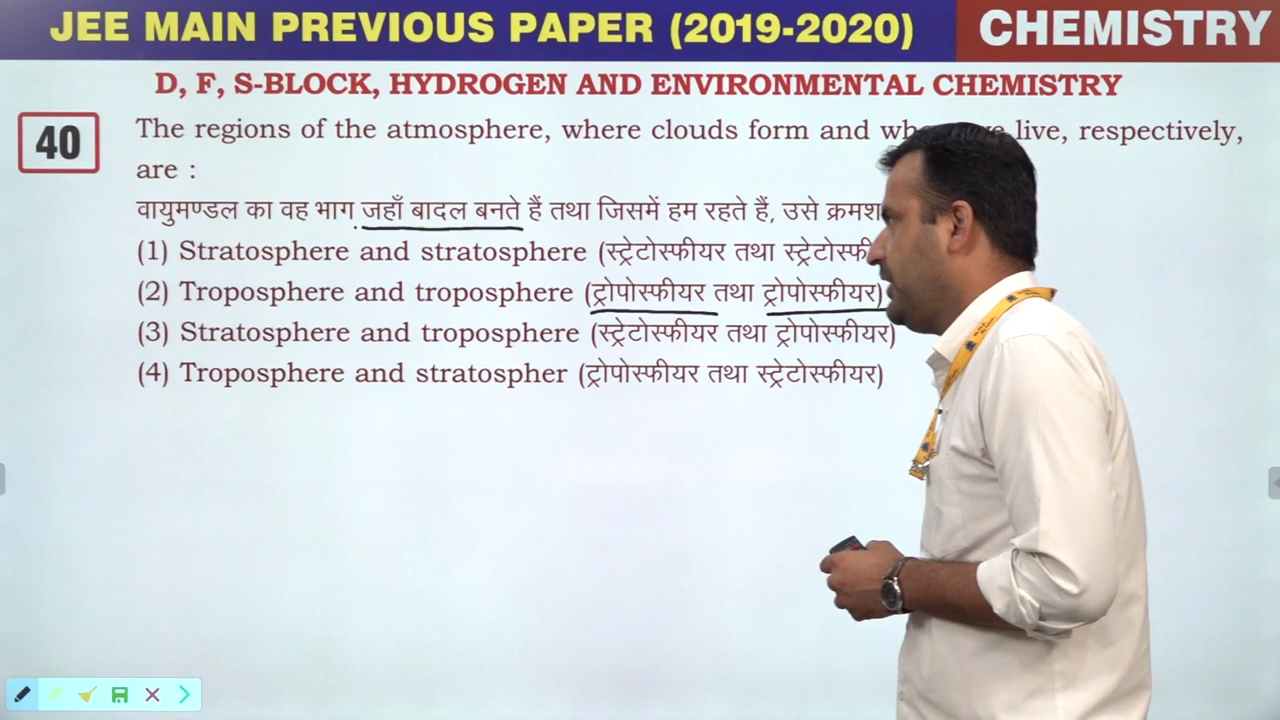 JEE MAIN PREVIOUS PAPER (2019-2020) CHEMISTRY
D, F, S-BLOCK, HYDROGEN AND ENVIRONMENTAL CHEMISTRY
40 The regions of the atmosphere, where clouds form and live, respectively,
are :
वायुमण्डल का वह भाग जहाँ बादल बनते हैं तथा जिसमें हम रहते हैं, उसे
(1) Stratosphere and stratosphere (स्ट्रेटोस्फीयर तथा
(2) Troposphere and troposphere (ट्रोपोस्फीयर तथा ट्रोपोस्फीयर)
(3) Stratosphere and troposphere (स्ट्रेटोस्फीयर तथा ट्रोपोस्फीयर)
(4) Troposphere and stratospher (ट्रोपोस्फीयर तथा स्ट्रेटोस्फीयर)